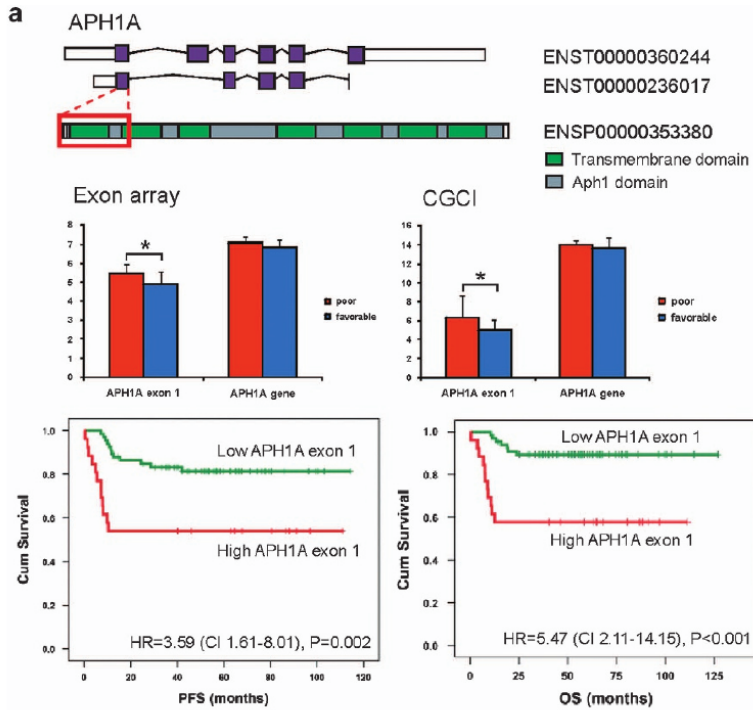 a
APH1A
ENST00000360244
ENST00000236017
ENSP00000353380
Transmembrane domain
Aph1 domain
Exon array
8
7
6
5
4
3
2
1
0
*
poor
favorable
APH1A exon 1
APH1A gene
CGCI
16
14
12
10
8
6
4
2
0
*
poor
favorable
APH1A exon 1
APH1A gene
Cum Survival
1.0
0.8
0.6
0.4
0.2
0.0
Low APH1A exon 1
High APH1A exon 1
HR=3.59 (CI 1.61-8.01), P=0.002
0
20
40
60
80
100
120
PFS (months)
Cum Survival
1.0
0.8
0.6
0.4
0.2
0.0
Low APH1A exon 1
High APH1A exon 1
HR=5.47 (CI 2.11-14.15), P<0.001
0
25
50
75
100
125
OS (months)